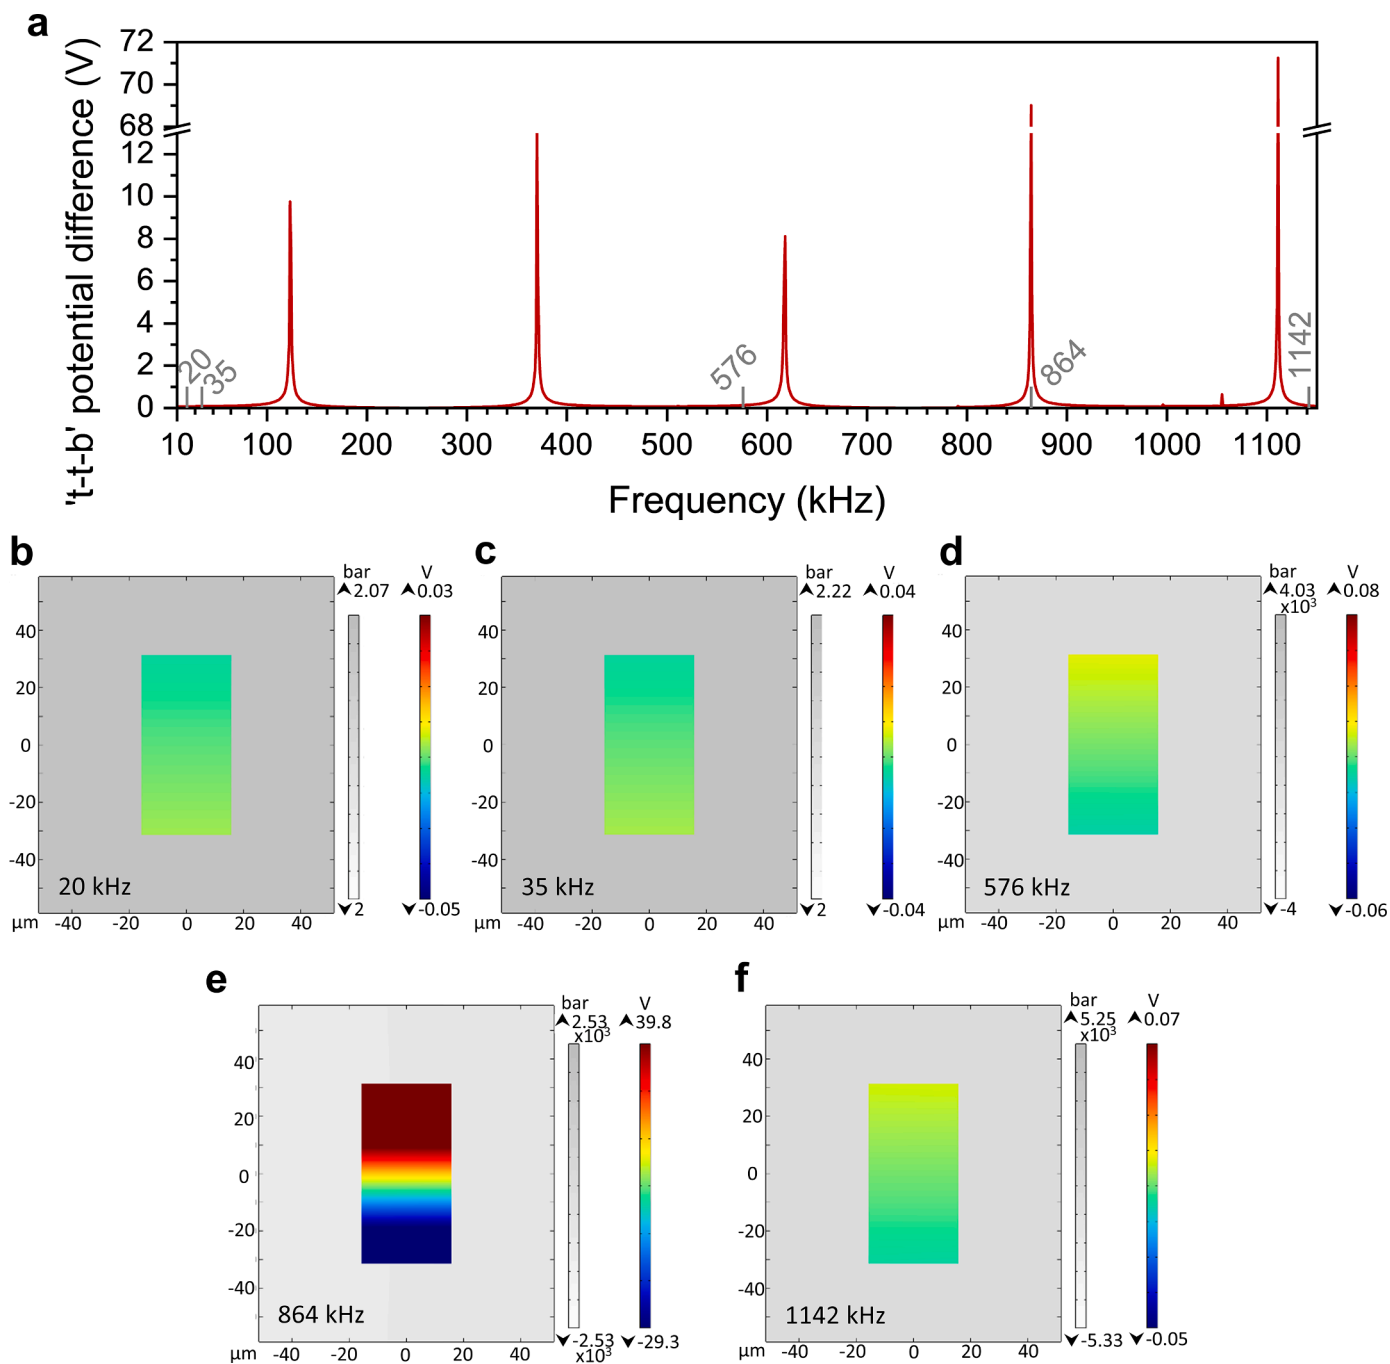 a
't-t-b' potential difference (V)
72
70
68
12
10
8
6
4
2
0
20
35
576
864
1142
10 100 200 300 400 500 600 700 800 900 1000 1100
Frequency (kHz)
b
bar V
2.07 0.03
40
20
0
-20
-40
20 kHz
2 -0.05
µm -40 -20 0 20 40
c
bar V
2.22 0.04
40
20
0
-20
-40
35 kHz
2 -0.04
µm -40 -20 0 20 40
d
bar V
4.03 0.08
x10³
40
20
0
-20
-40
576 kHz
-4 -0.06
µm -40 -20 0 20 40
e
bar V
2.53 39.8
x10³
40
20
0
-20
-40
864 kHz
-2.53 -29.3
x10³
µm -40 -20 0 20 40
f
bar V
5.25 0.07
x10³
40
20
0
-20
-40
1142 kHz
-5.33 -0.05
µm -40 -20 0 20 40